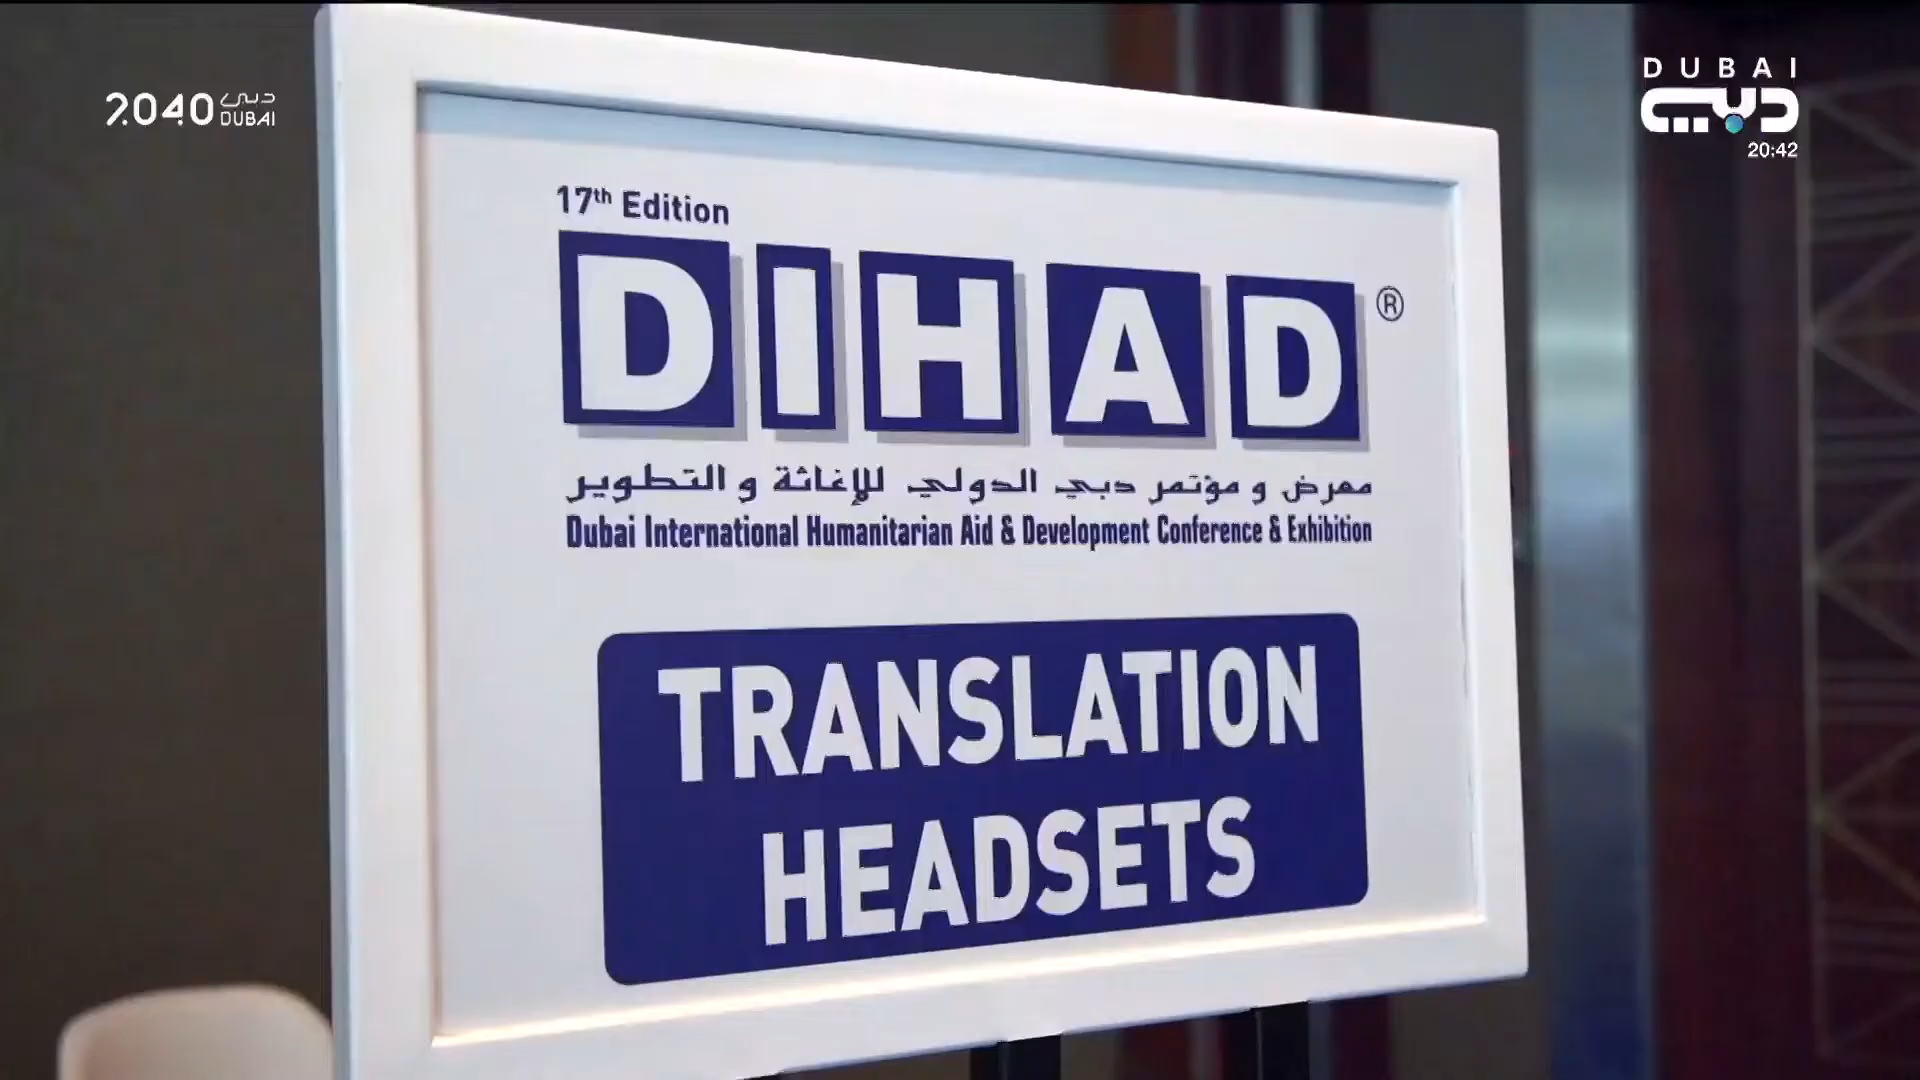 2040 دبي
DUBAI
DUBAI
دبي
20:42
17th Edition
DIHAD®
معرض و مؤتمر دبي الدولي للإغاثة و التطوير
Dubai International Humanitarian Aid & Development Conference & Exhibition
TRANSLATION
HEADSETS